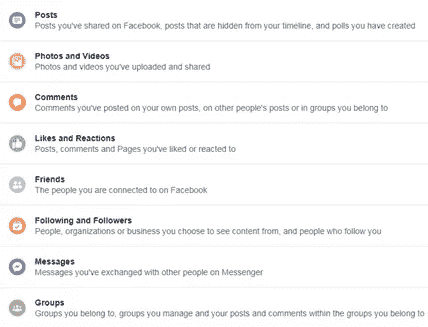 Posts
Posts you've shared on Facebook, posts that are hidden from your timeline, and polls you have created
Photos and Videos
Photos and videos you've uploaded and shared
Comments
Comments you've posted on your own posts, on other people's posts or in groups you belong to
Likes and Reactions
Posts, comments and Pages you've liked or reacted to
Friends
The people you are connected to on Facebook
Following and Followers
People, organizations or business you choose to see content from, and people who follow you
Messages
Messages you've exchanged with other people on Messenger
Groups
Groups you belong to, groups you manage and your posts and comments within the groups you belong to